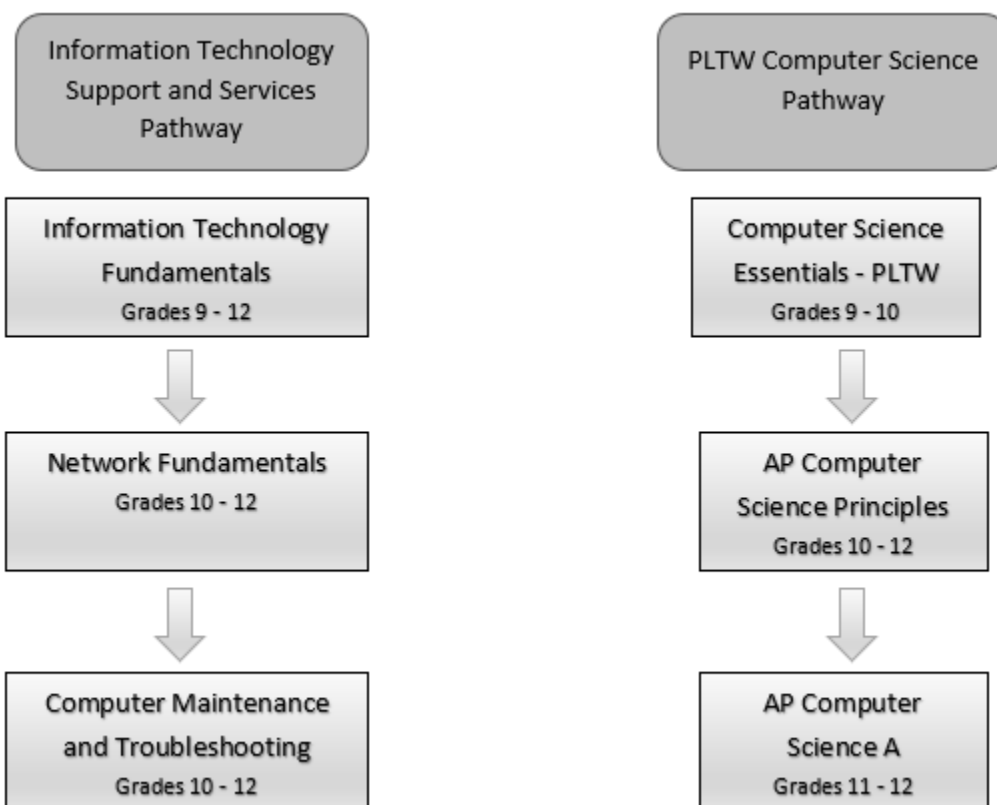 Information Technology
Support and Services
Pathway
Information Technology
Fundamentals
Grades 9 - 12
Network Fundamentals
Grades 10 - 12
Computer Maintenance
and Troubleshooting
Grades 10 - 12
PLTW Computer Science
Pathway
Computer Science
Essentials - PLTW
Grades 9 - 10
AP Computer
Science Principles
Grades 10 - 12
AP Computer
Science A
Grades 11 - 12